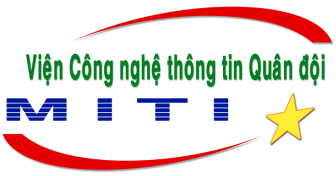 Viện Công nghệ thông tin Quân đội
MITI